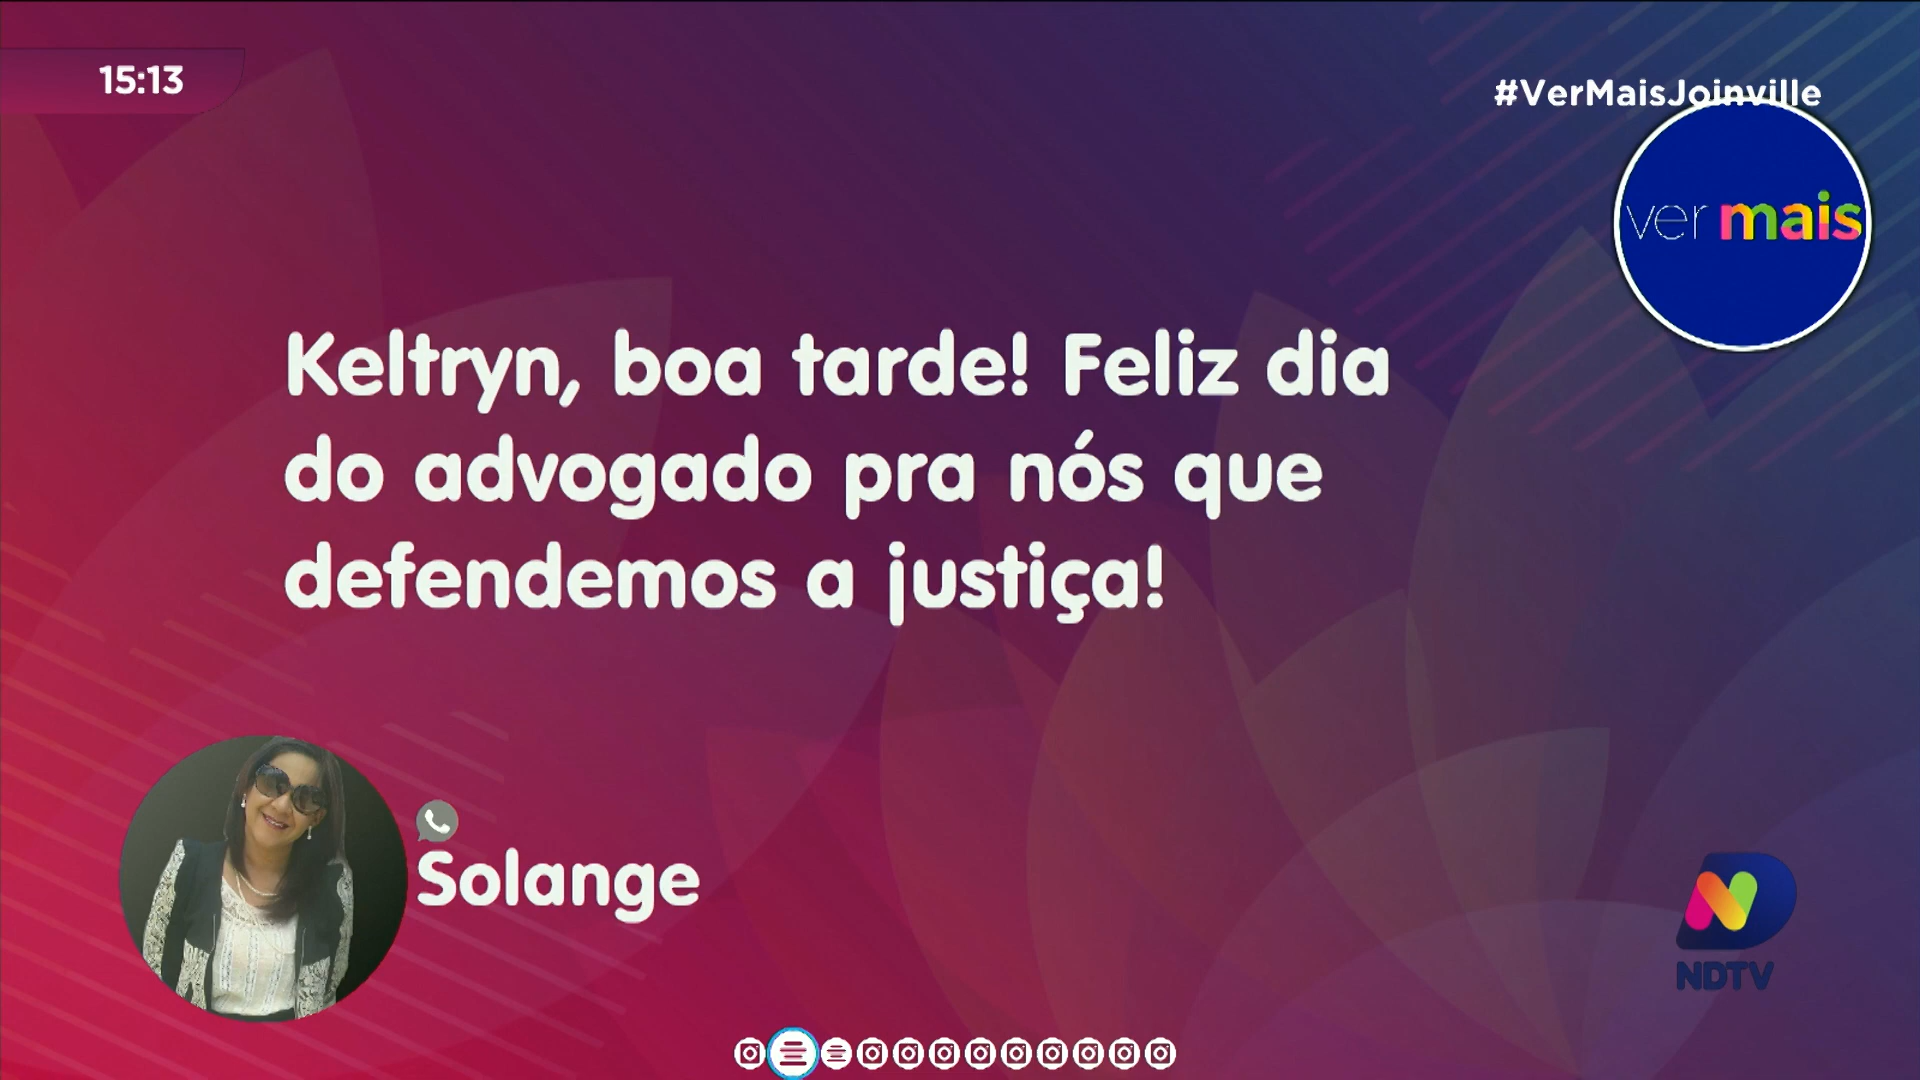 15:13
#VerMaisJoinville
ver mais
Keltryn, boa tarde! Feliz dia
do advogado pra nós que
defendemos a justiça!
Solange
NDTV